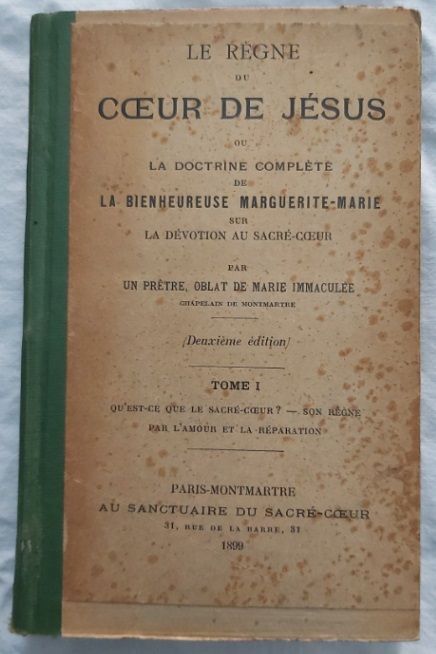 LE RÈGNE
DU
CŒUR DE JÉSUS
OU
LA DOCTRINE COMPLÈTE
DE
LA BIENHEUREUSE MARGUERITE-MARIE
SUR
LA DÉVOTION AU SACRÉ-CŒUR
PAR
UN PRÊTRE, OBLAT DE MARIE IMMACULÉE
CHAPELAIN DE MONTMARTRE
(Deuxième édition)
TOME I
QU'EST-CE QUE LE SACRÉ-CŒUR? — SON RÈGNE
PAR L'AMOUR ET LA RÉPARATION
PARIS-MONTMARTRE
AU SANCTUAIRE DU SACRÉ-CŒUR
31, RUE DE LA BARRE, 31
1899